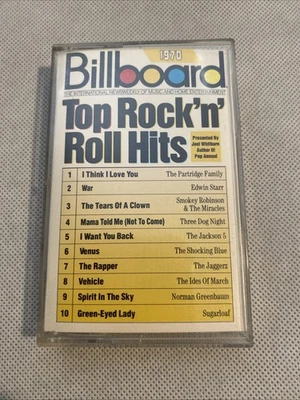 1970
Billboard
THE INTERNATIONAL NEWSWEEKLY OF MUSIC AND HOME ENTERTAINMENT
Top Rock'n'
Roll Hits
Presented By
Joel Whitburn
Author Of
Pop Annual
1 I Think I Love You The Partridge Family
2 War Edwin Starr
3 The Tears Of A Clown Smokey Robinson & The Miracles
4 Mama Told Me (Not To Come) Three Dog Night
5 I Want You Back The Jackson 5
6 Venus The Shocking Blue
7 The Rapper The Jaggerz
8 Vehicle The Ides Of March
9 Spirit In The Sky Norman Greenbaum
10 Green-Eyed Lady Sugarloaf